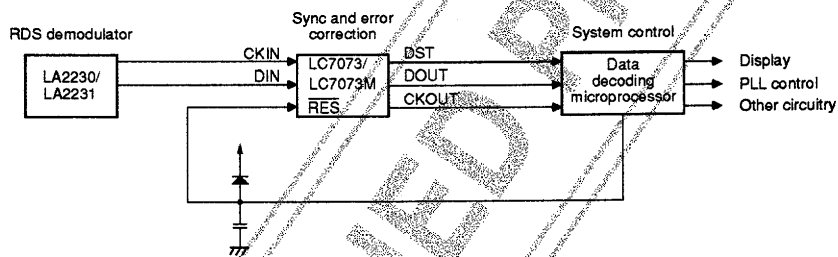 RDS demodulator
LA2230/
LA2231
CKIN
DIN
Sync and error
correction
LC7073/
LC7073M
RES
DST
DOUT
CKOUT
System control
Data
decoding
microprocessor
Display
PLL control
Other circuitry